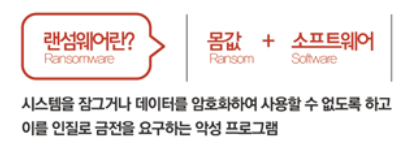 랜섬웨어란? 몸값 + 소프트웨어
Ransomware Ransom Software
시스템을 잠그거나 데이터를 암호화하여 사용할 수 없도록 하고
이를 인질로 금전을 요구하는 악성 프로그램